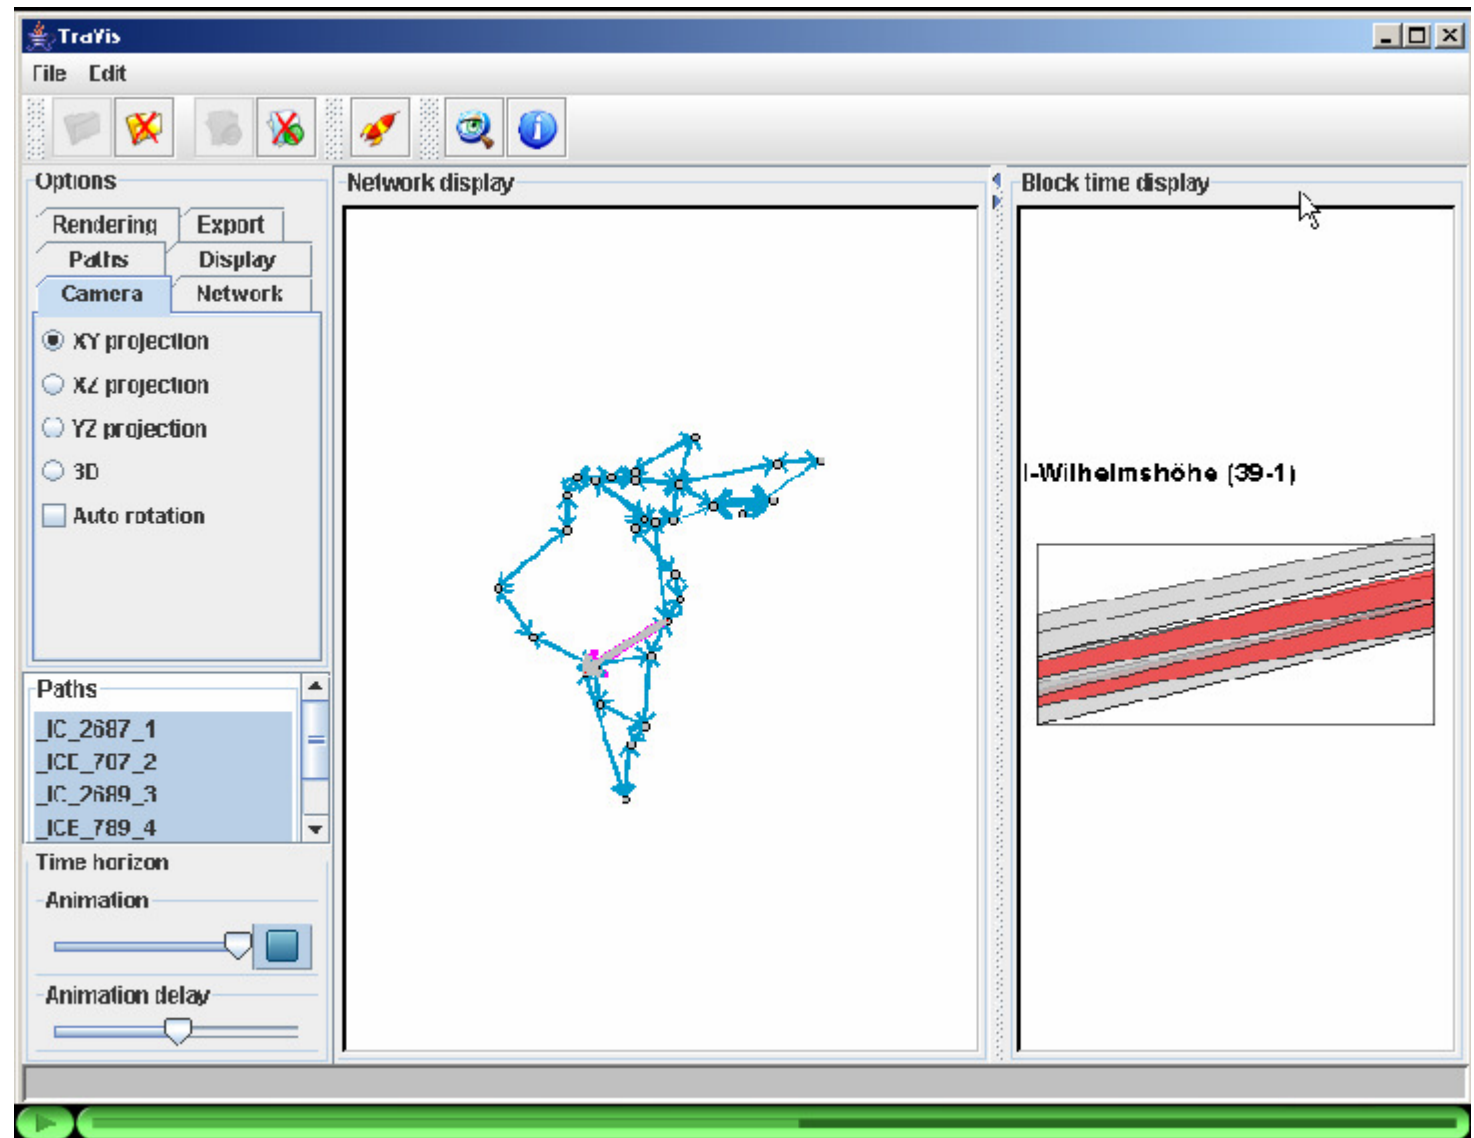 TraVis
File Edit
Options
Network display
Block time display
Rendering Export
Paths Display
Camera Network
XY projection
XZ projection
YZ projection
3D
Auto rotation
l-Wilhelmshöhe (39-1)
Paths
_IC_2687_1
_ICE_707_2
_IC_2689_3
_ICE_789_4
Time horizon
Animation
Animation delay